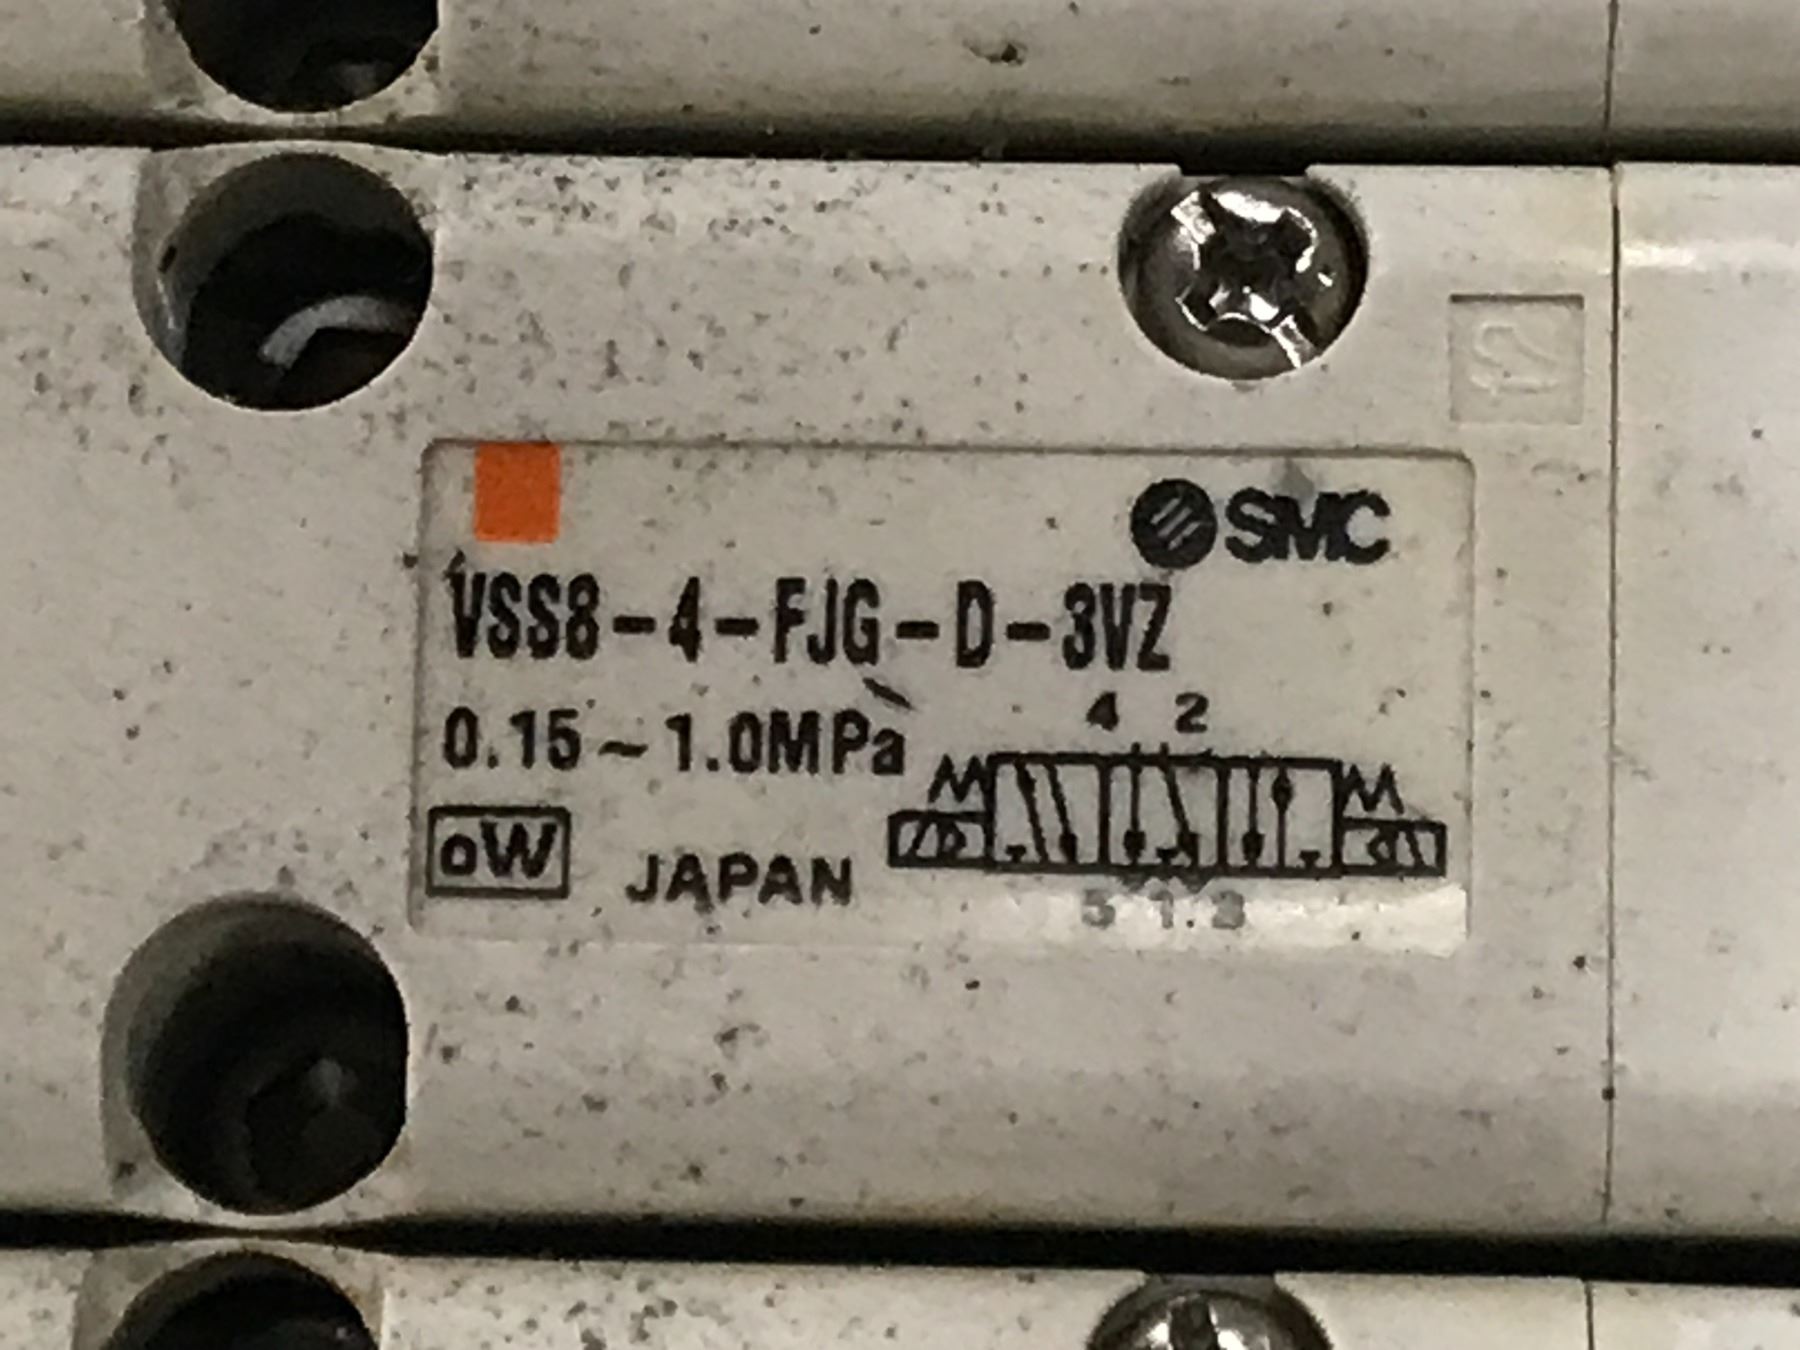 SMC
VSS8-4-FJG-D-3VZ
0.15~1.0MPa
4 2
oW
JAPAN
5 1.3